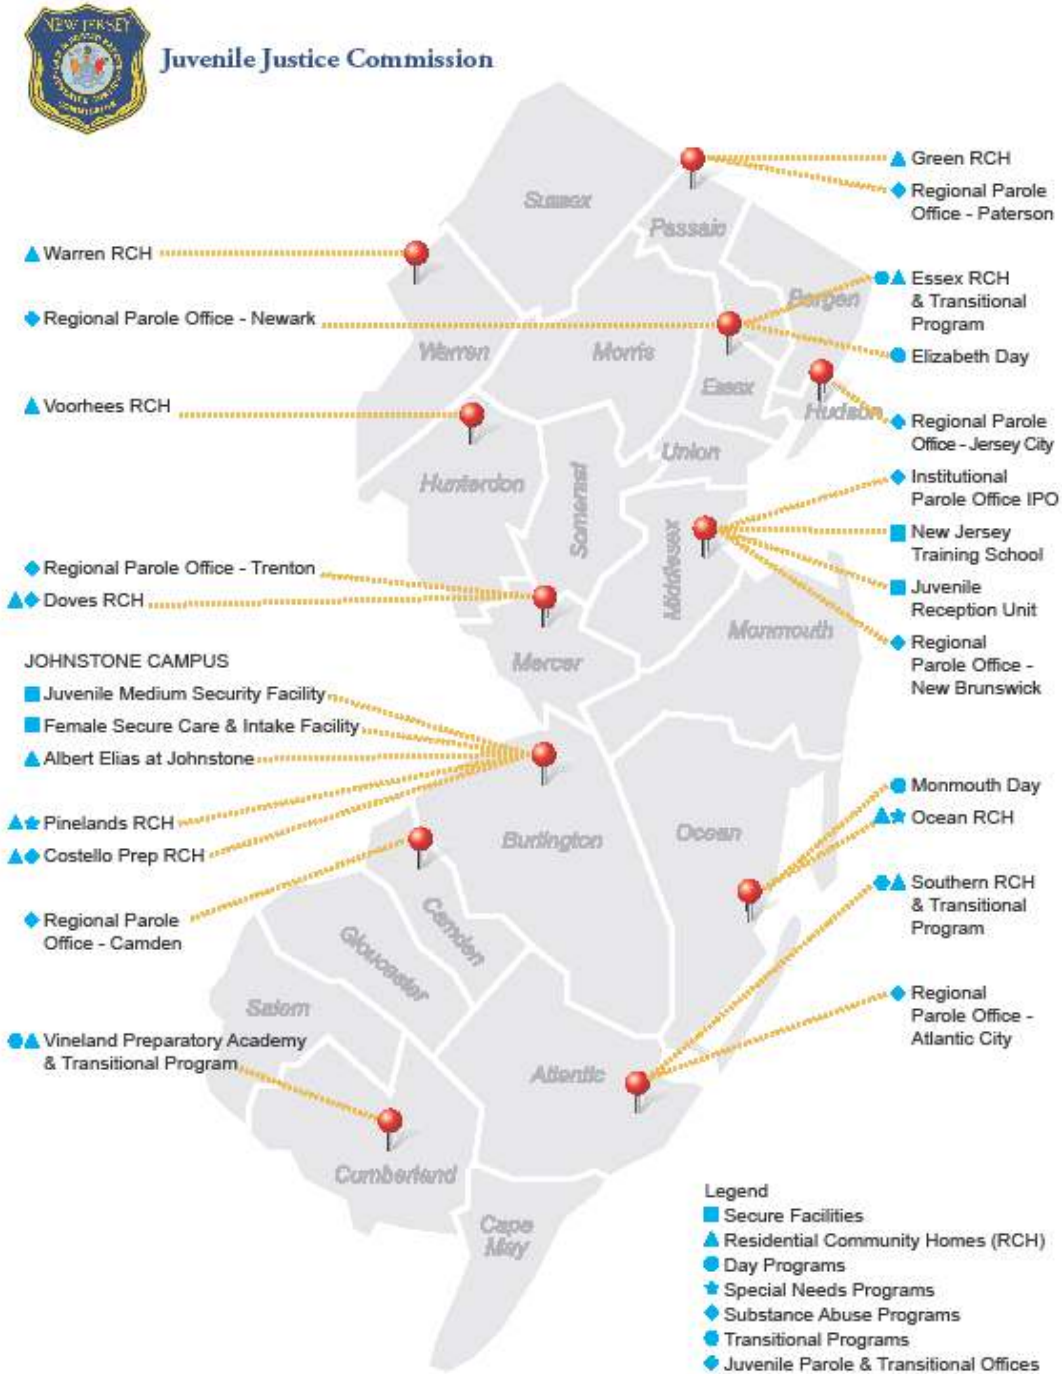 NEW JERSEY
Juvenile Justice Commission
Green RCH
Regional Parole
Office - Paterson
Sussex
Passaic
Warren RCH
Essex RCH
& Transitional
Program
Bergen
Regional Parole Office - Newark
Elizabeth Day
Warren
Morris
Essex
Voorhees RCH
Hudson
Regional Parole
Office - Jersey City
Union
Hunterdon
Somerset
Institutional
Parole Office IPO
New Jersey
Training School
Middlesex
Regional Parole Office - Trenton
Doves RCH
Juvenile
Reception Unit
Monmouth
Regional
Parole Office -
New Brunswick
Mercer
JOHNSTONE CAMPUS
Juvenile Medium Security Facility
Female Secure Care & Intake Facility
Albert Elias at Johnstone
Pinelands RCH
Costello Prep RCH
Monmouth Day
Ocean RCH
Burlington
Ocean
Southern RCH
& Transitional
Program
Regional Parole
Office - Camden
Camden
Gloucester
Regional
Parole Office -
Atlantic City
Salem
Vineland Preparatory Academy
& Transitional Program
Atlantic
Cumberland
Cape
May
Legend
Secure Facilities
Residential Community Homes (RCH)
Day Programs
Special Needs Programs
Substance Abuse Programs
Transitional Programs
Juvenile Parole & Transitional Offices